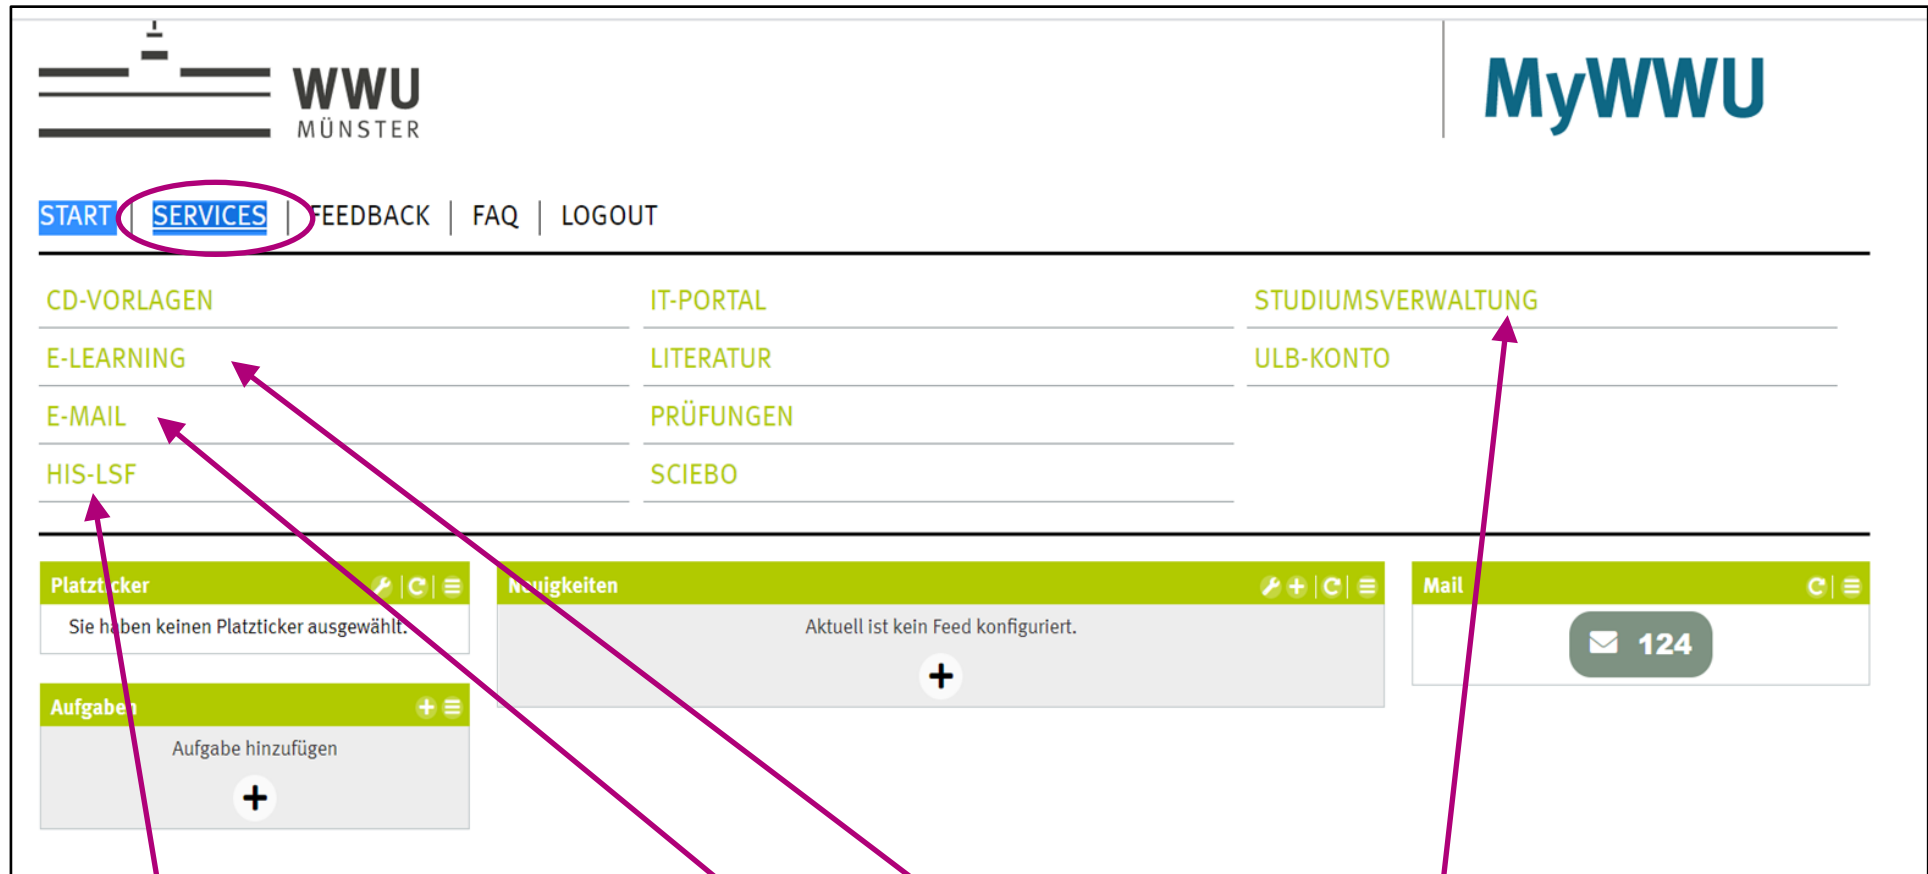 WWU
MÜNSTER
MyWWU
START | SERVICES | FEEDBACK | FAQ | LOGOUT
CD-VORLAGEN
E-LEARNING
E-MAIL
HIS-LSF
IT-PORTAL
LITERATUR
PRÜFUNGEN
SCIEBO
STUDIUMSVERWALTUNG
ULB-KONTO
Platzticker
Sie haben keinen Platzticker ausgewählt.
Aufgaben
Aufgabe hinzufügen
Neuigkeiten
Aktuell ist kein Feed konfiguriert.
Mail
124